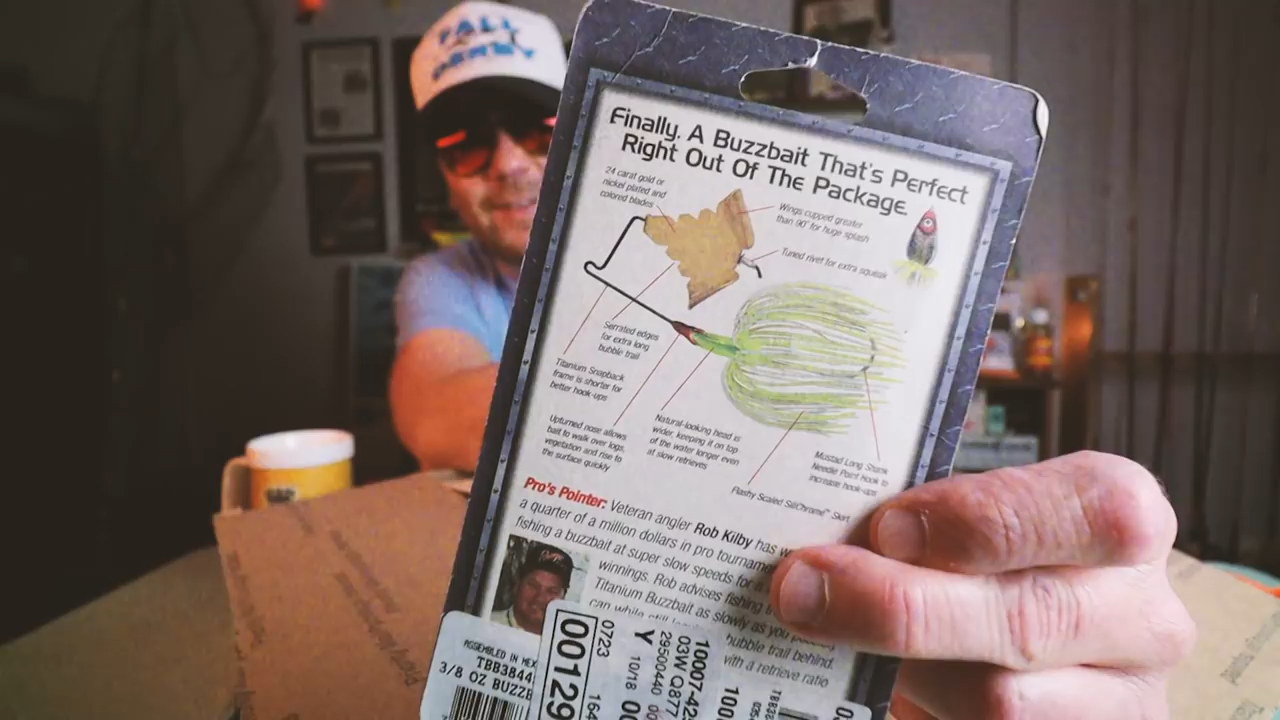 FALL
DERBY
Finally. A Buzzbait That's Perfect
Right Out Of The Package.
24 carat gold or
nickel plated and
colored blades
Wings cupped greater
than 90° for huge splash
Tuned rivet for extra squeak
Serrated edges
for extra long
bubble trail
Titanium Snapback
frame is shorter for
better hook-ups
Upturned nose allows
bait to walk over logs,
vegetation and rise to
the surface quickly
Natural-looking head is
wider, keeping it on top
of the water longer even
at slow retrieves
Mustad Long Shank
Needle Point Hook to
increase hook-ups
Flashy Scaled SiliChrome™ Skirt
Pro's Pointer: Veteran angler Rob Kilby has
a quarter of a million dollars in pro
winnings. Rob advises fishing
fishing a buzzbait at super slow speeds for a
Titanium Buzzbait as slowly as you
can while still
bubble trail behind.
with a retrieve ratio
ASSEMBLED IN
TBB3844
3/8 OZ
00129
0723
164
Y
10/18
29500440
03W Q877
10007-42